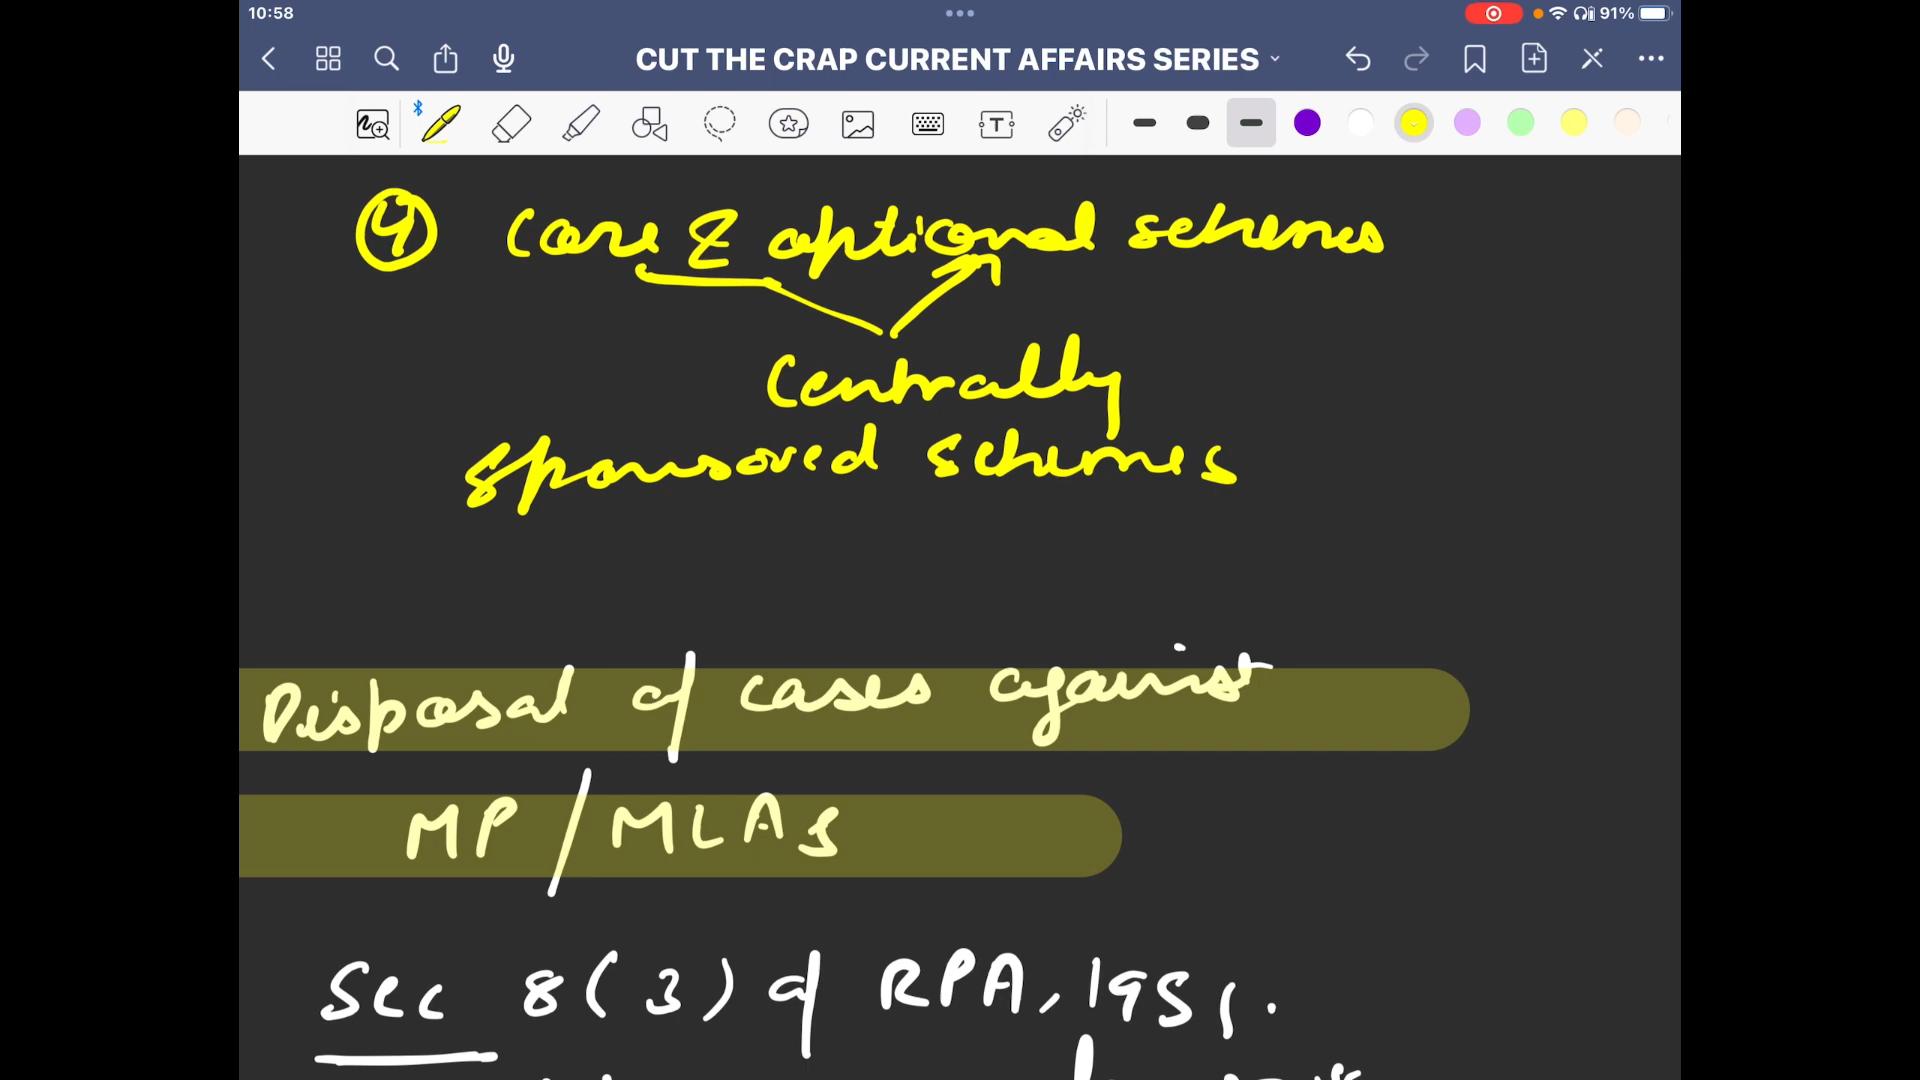 10:58
91%
CUT THE CRAP CURRENT AFFAIRS SERIES
4 Core & optional schemes
Centrally
sponsored schemes
Disposal of cases against
MP/MLAs
Sec 8(3) of RPA, 1951.